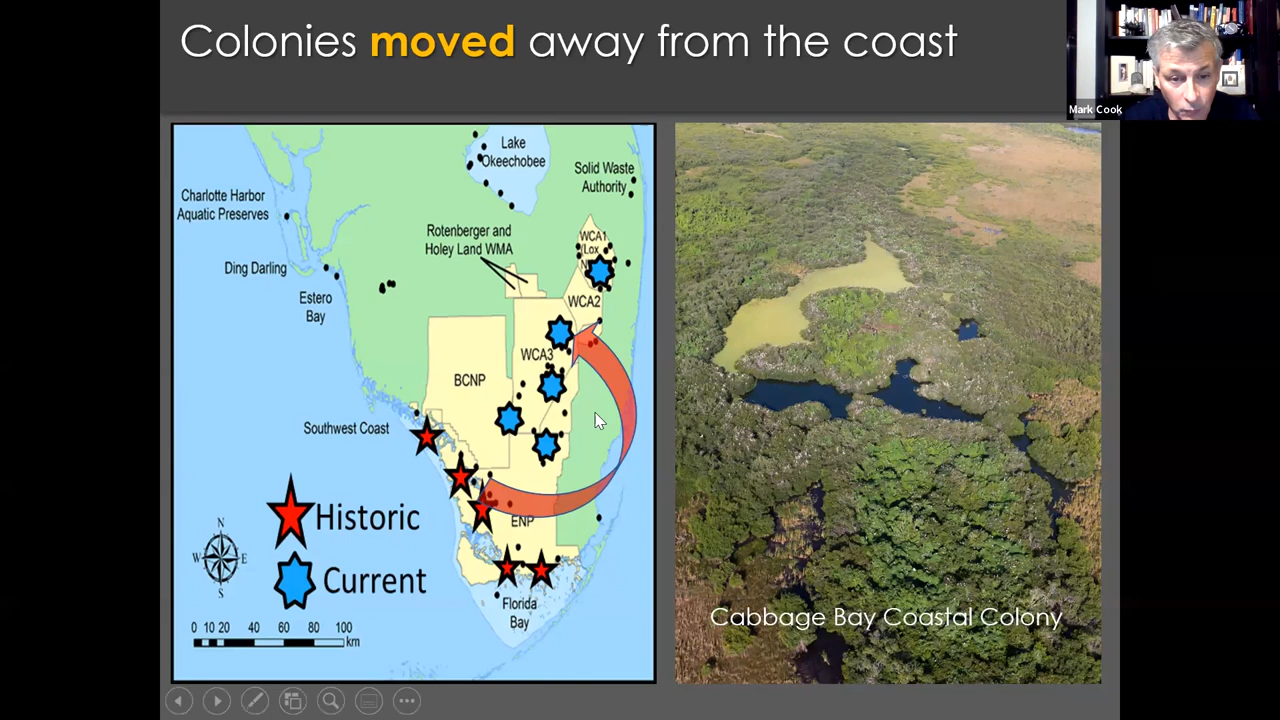 Colonies moved away from the coast
Mark Cook
Lake
Okeechobee
Solid Waste
Authority
Charlotte Harbor
Aquatic Preserves
Rotenberger and
Holey Land WMA
WCA1
(Lox
Ding Darling
Estero
Bay
WCA2
WCA3
BCNP
Southwest Coast
Historic
ENP
N
W
E
S
Current
Florida
Bay
0 10 20 40 60 80 100
km
Cabbage Bay Coastal Colony